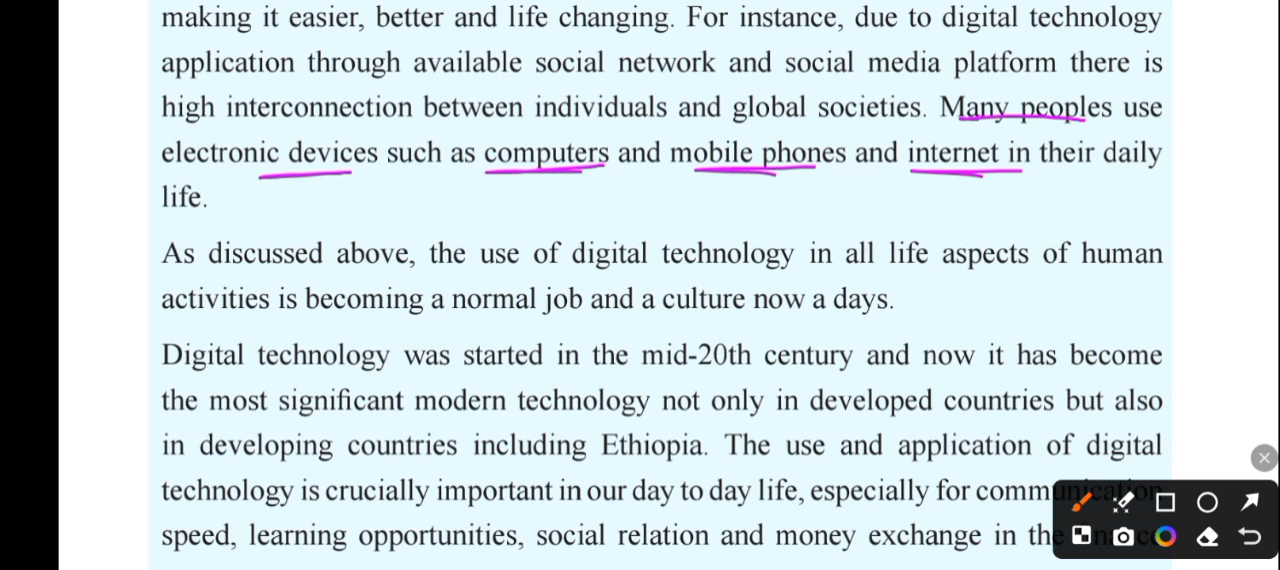 making it easier, better and life changing. For instance, due to digital technology
application through available social network and social media platform there is
high interconnection between individuals and global societies. Many peoples use
electronic devices such as computers and mobile phones and internet in their daily
life.
As discussed above, the use of digital technology in all life aspects of human
activities is becoming a normal job and a culture now a days.
Digital technology was started in the mid-20th century and now it has become
the most significant modern technology not only in developed countries but also
in developing countries including Ethiopia. The use and application of digital
technology is crucially important in our day to day life, especially for communication
speed, learning opportunities, social relation and money exchange in the